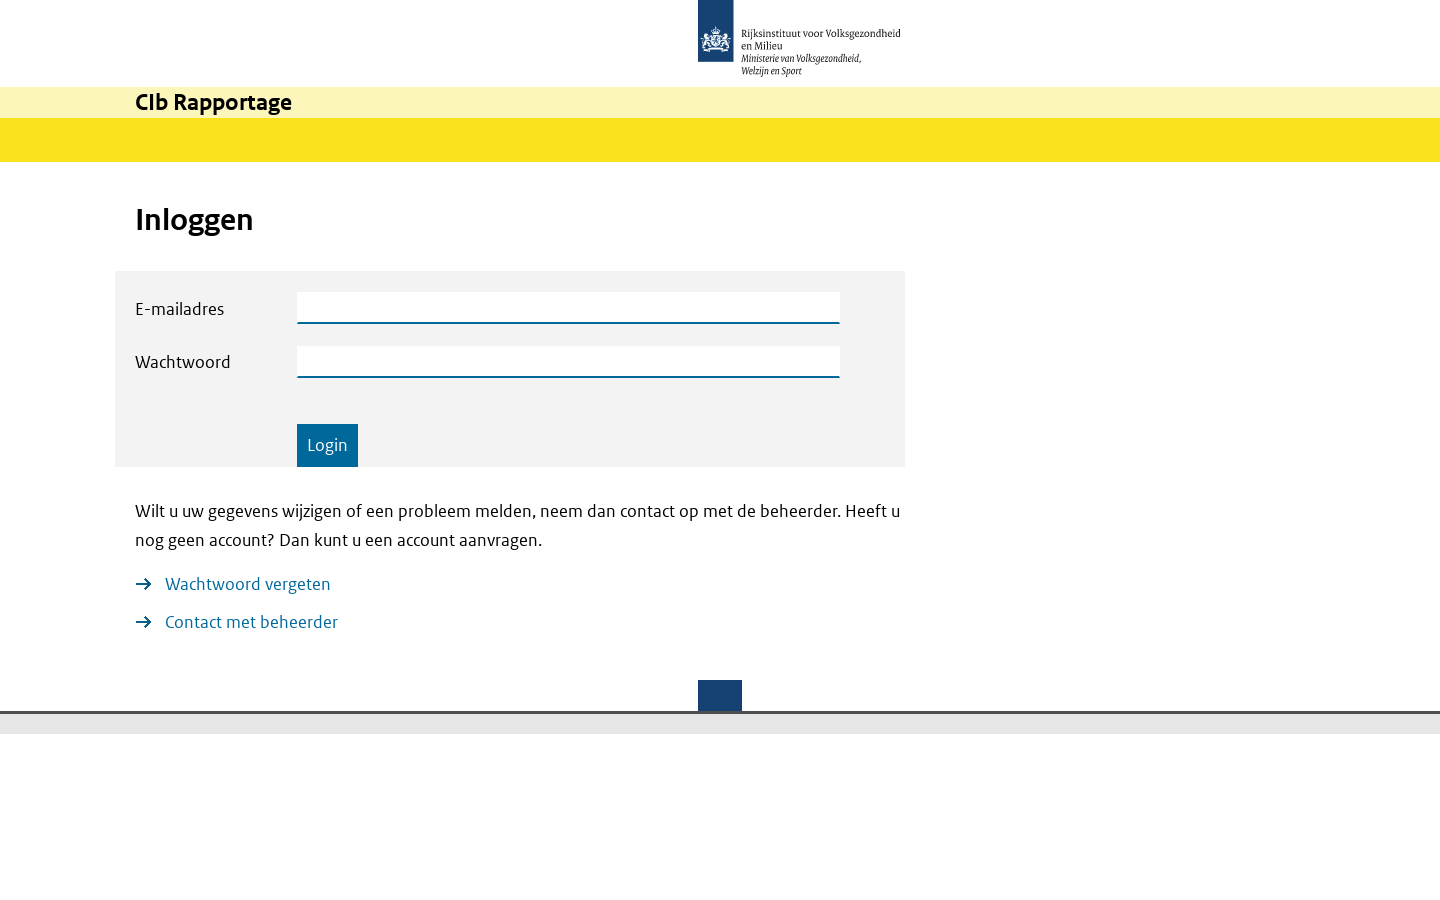 Rijksinstituut voor Volksgezondheid
en Milieu
Ministerie van Volksgezondheid,
Welzijn en Sport
CIb Rapportage
Inloggen
E-mailadres
Wachtwoord
Login
Wilt u uw gegevens wijzigen of een probleem melden, neem dan contact op met de beheerder. Heeft u
nog geen account? Dan kunt u een account aanvragen.
Wachtwoord vergeten
Contact met beheerder